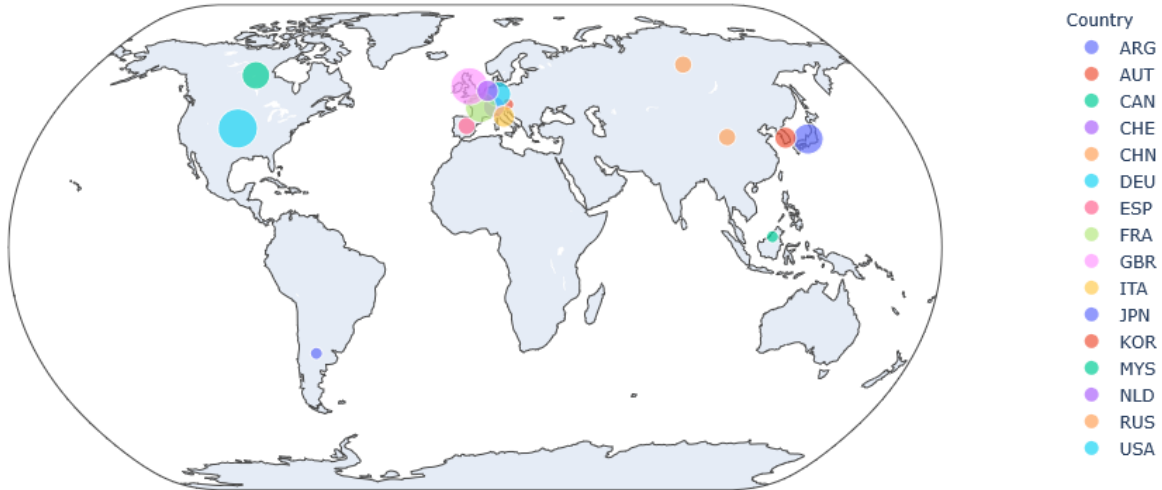 Country
ARG
AUT
CAN
CHE
CHN
DEU
ESP
FRA
GBR
ITA
JPN
KOR
MYS
NLD
RUS
USA